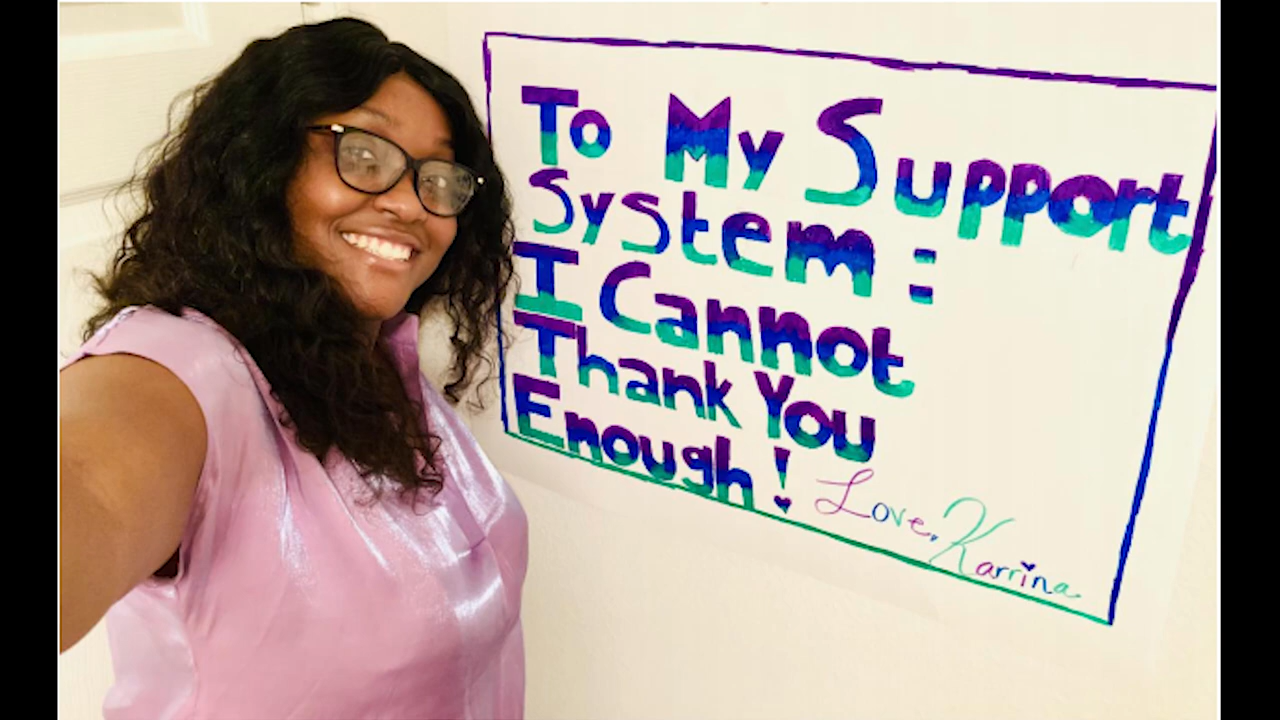 To My Support
System :
I Cannot
Thank You
Enough!
Love, Karrina